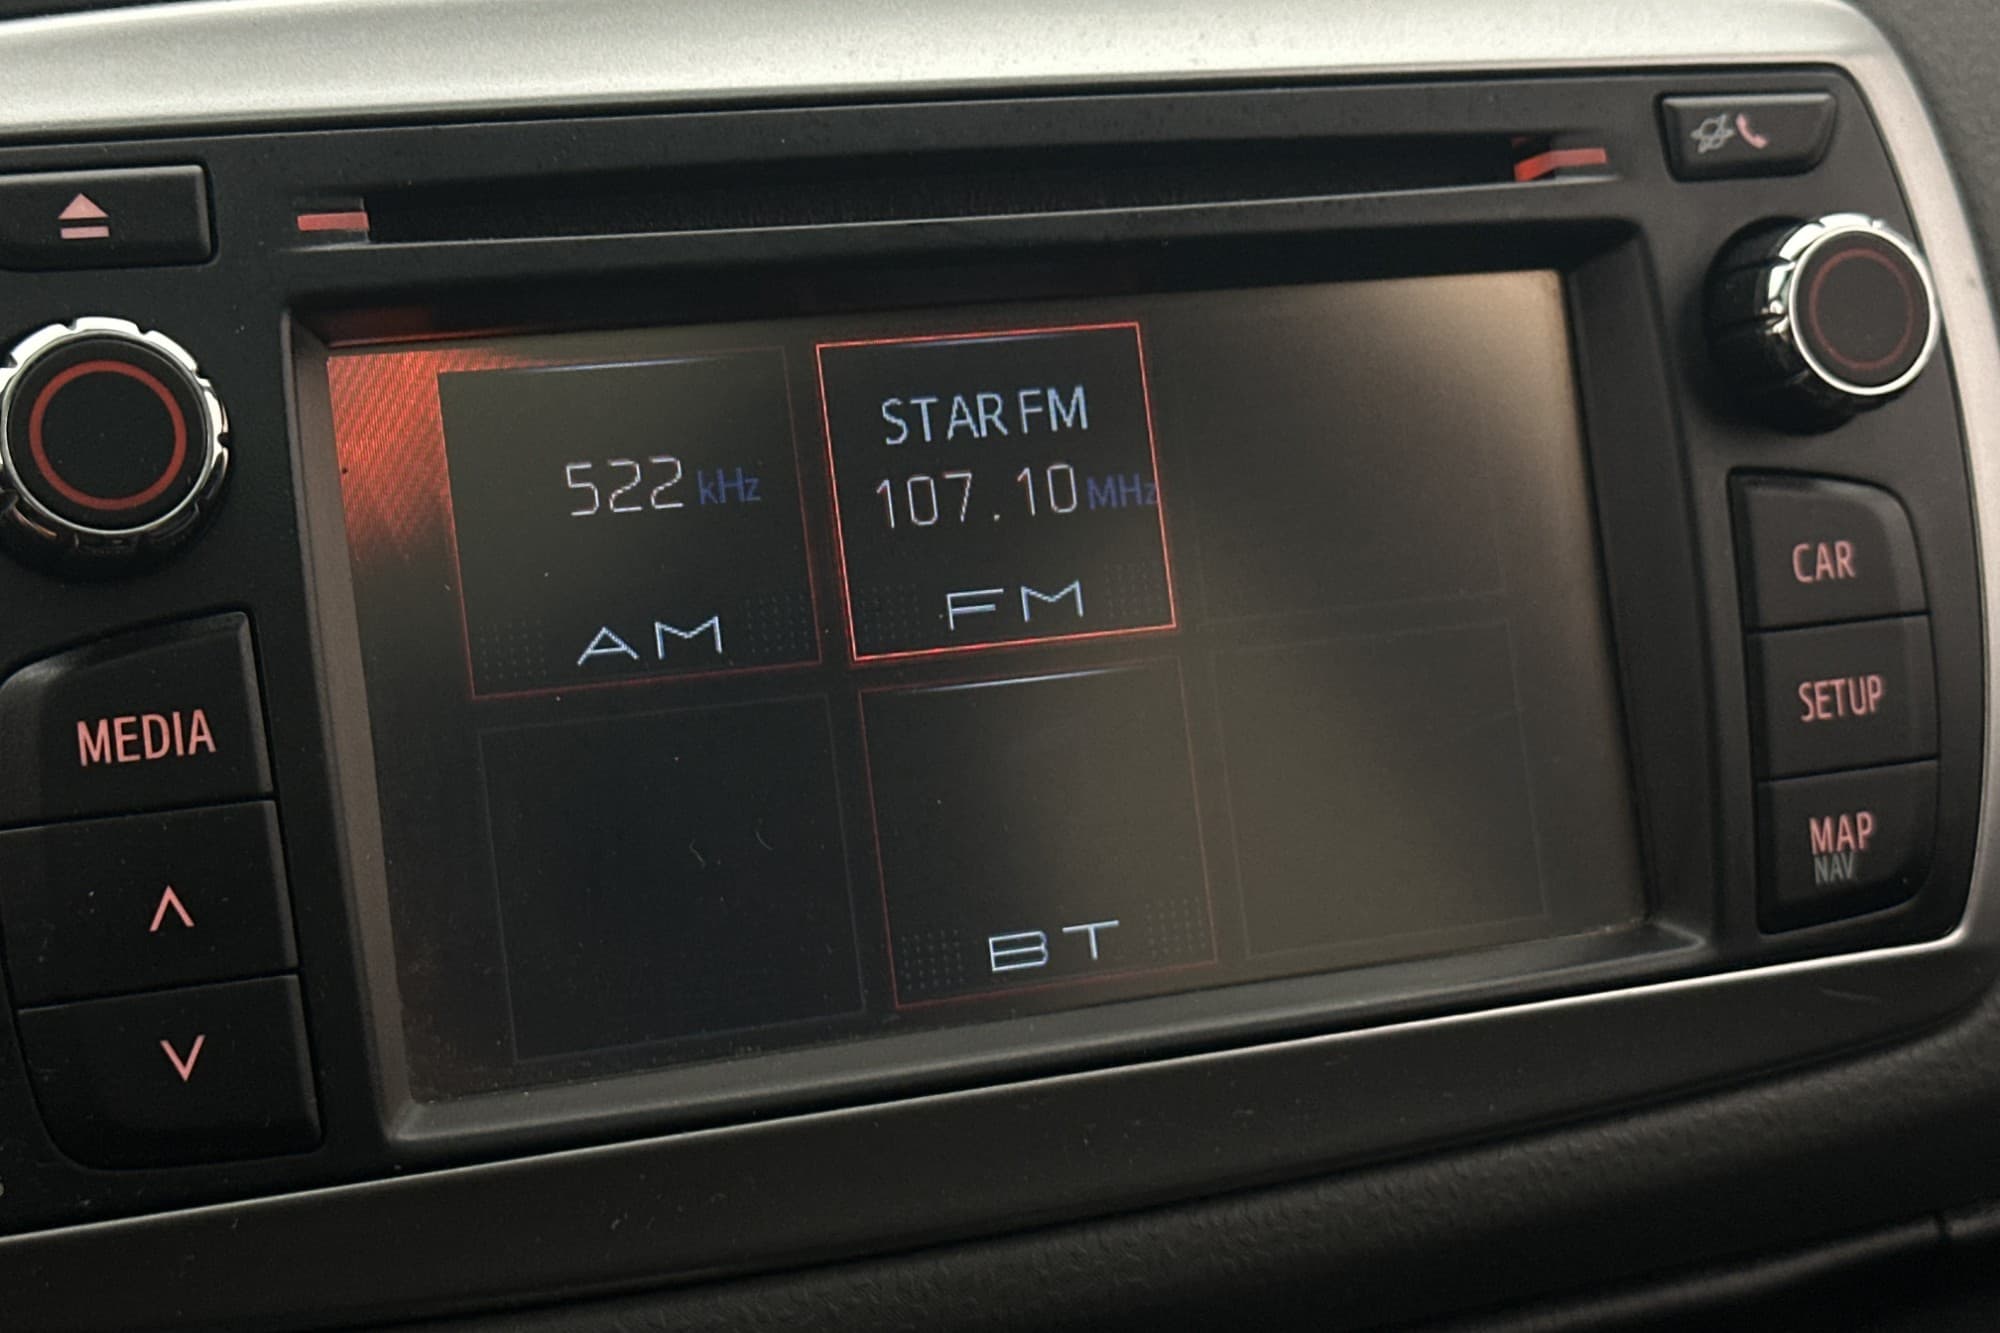 522 kHz
AM
STAR FM
107.10 MHz
FM
BT
MEDIA
CAR
SETUP
MAP
NAV